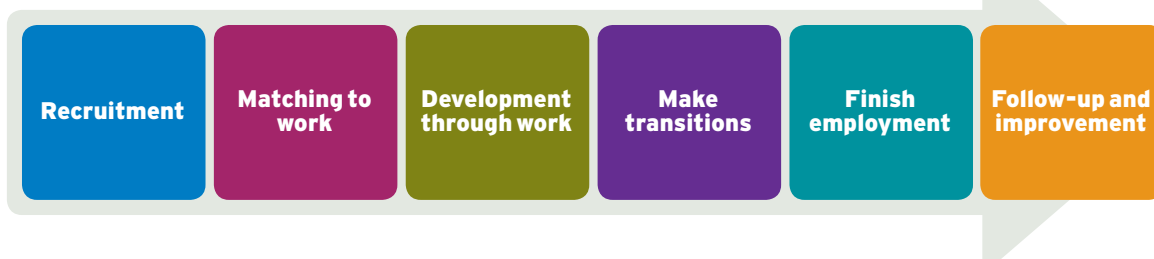 Recruitment
Matching to
work
Development
through work
Make
transitions
Finish
employment
Follow-up and
improvement